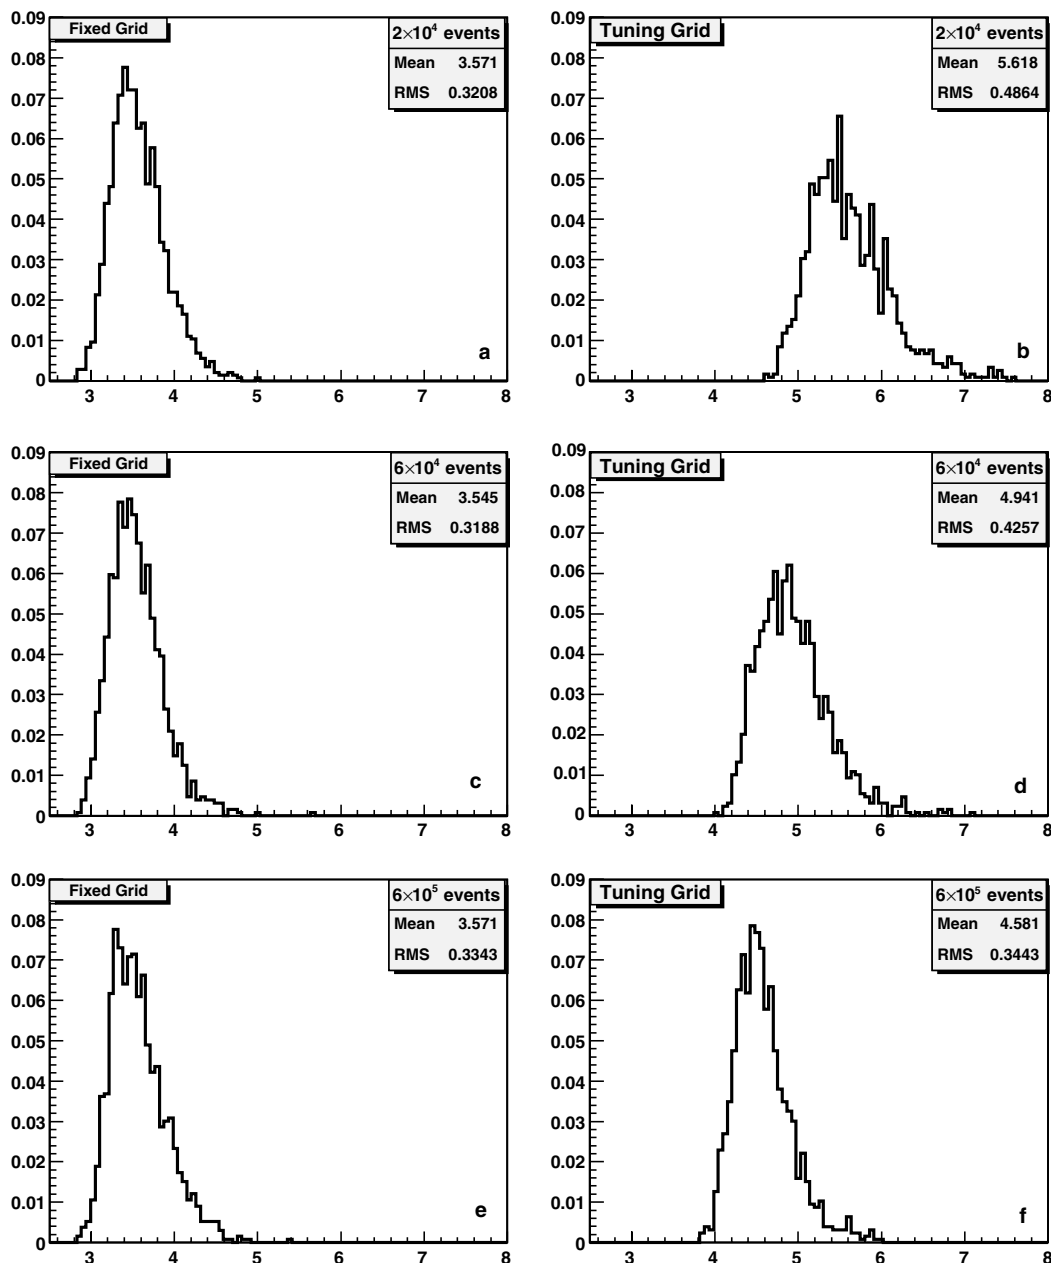 0.09
Fixed Grid
2×10⁴ events
0.08
Mean 3.571
0.07
RMS 0.3208
0.06
0.05
0.04
0.03
0.02
0.01
a
0
3 4 5 6 7 8
0.09
Tuning Grid
2×10⁴ events
0.08
Mean 5.618
0.07
RMS 0.4864
0.06
0.05
0.04
0.03
0.02
0.01
b
0
3 4 5 6 7 8
0.09
Fixed Grid
6×10⁴ events
0.08
Mean 3.545
0.07
RMS 0.3188
0.06
0.05
0.04
0.03
0.02
0.01
c
0
3 4 5 6 7 8
0.09
Tuning Grid
6×10⁴ events
0.08
Mean 4.941
0.07
RMS 0.4257
0.06
0.05
0.04
0.03
0.02
0.01
d
0
3 4 5 6 7 8
0.09
Fixed Grid
6×10⁵ events
0.08
Mean 3.571
0.07
RMS 0.3343
0.06
0.05
0.04
0.03
0.02
0.01
e
0
3 4 5 6 7 8
0.09
Tuning Grid
6×10⁵ events
0.08
Mean 4.581
0.07
RMS 0.3443
0.06
0.05
0.04
0.03
0.02
0.01
f
0
3 4 5 6 7 8